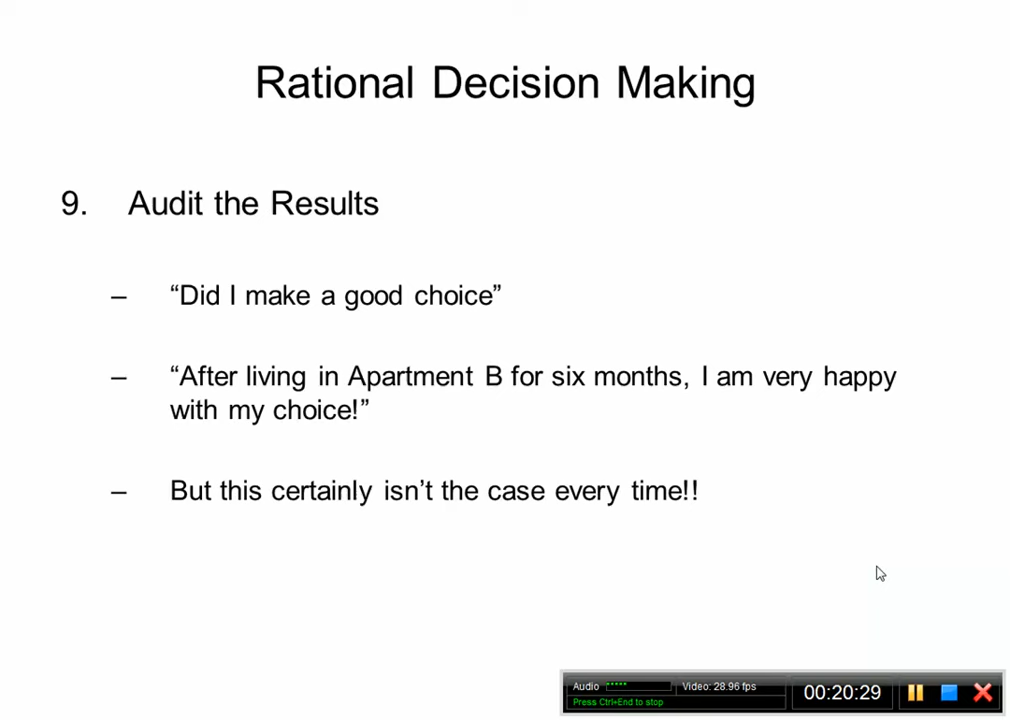 Rational Decision Making
9. Audit the Results
– “Did I make a good choice”
– “After living in Apartment B for six months, I am very happy
with my choice!”
– But this certainly isn’t the case every time!!
Audio
Video: 28.96 fps
Press Ctrl+End to stop
00:20:29